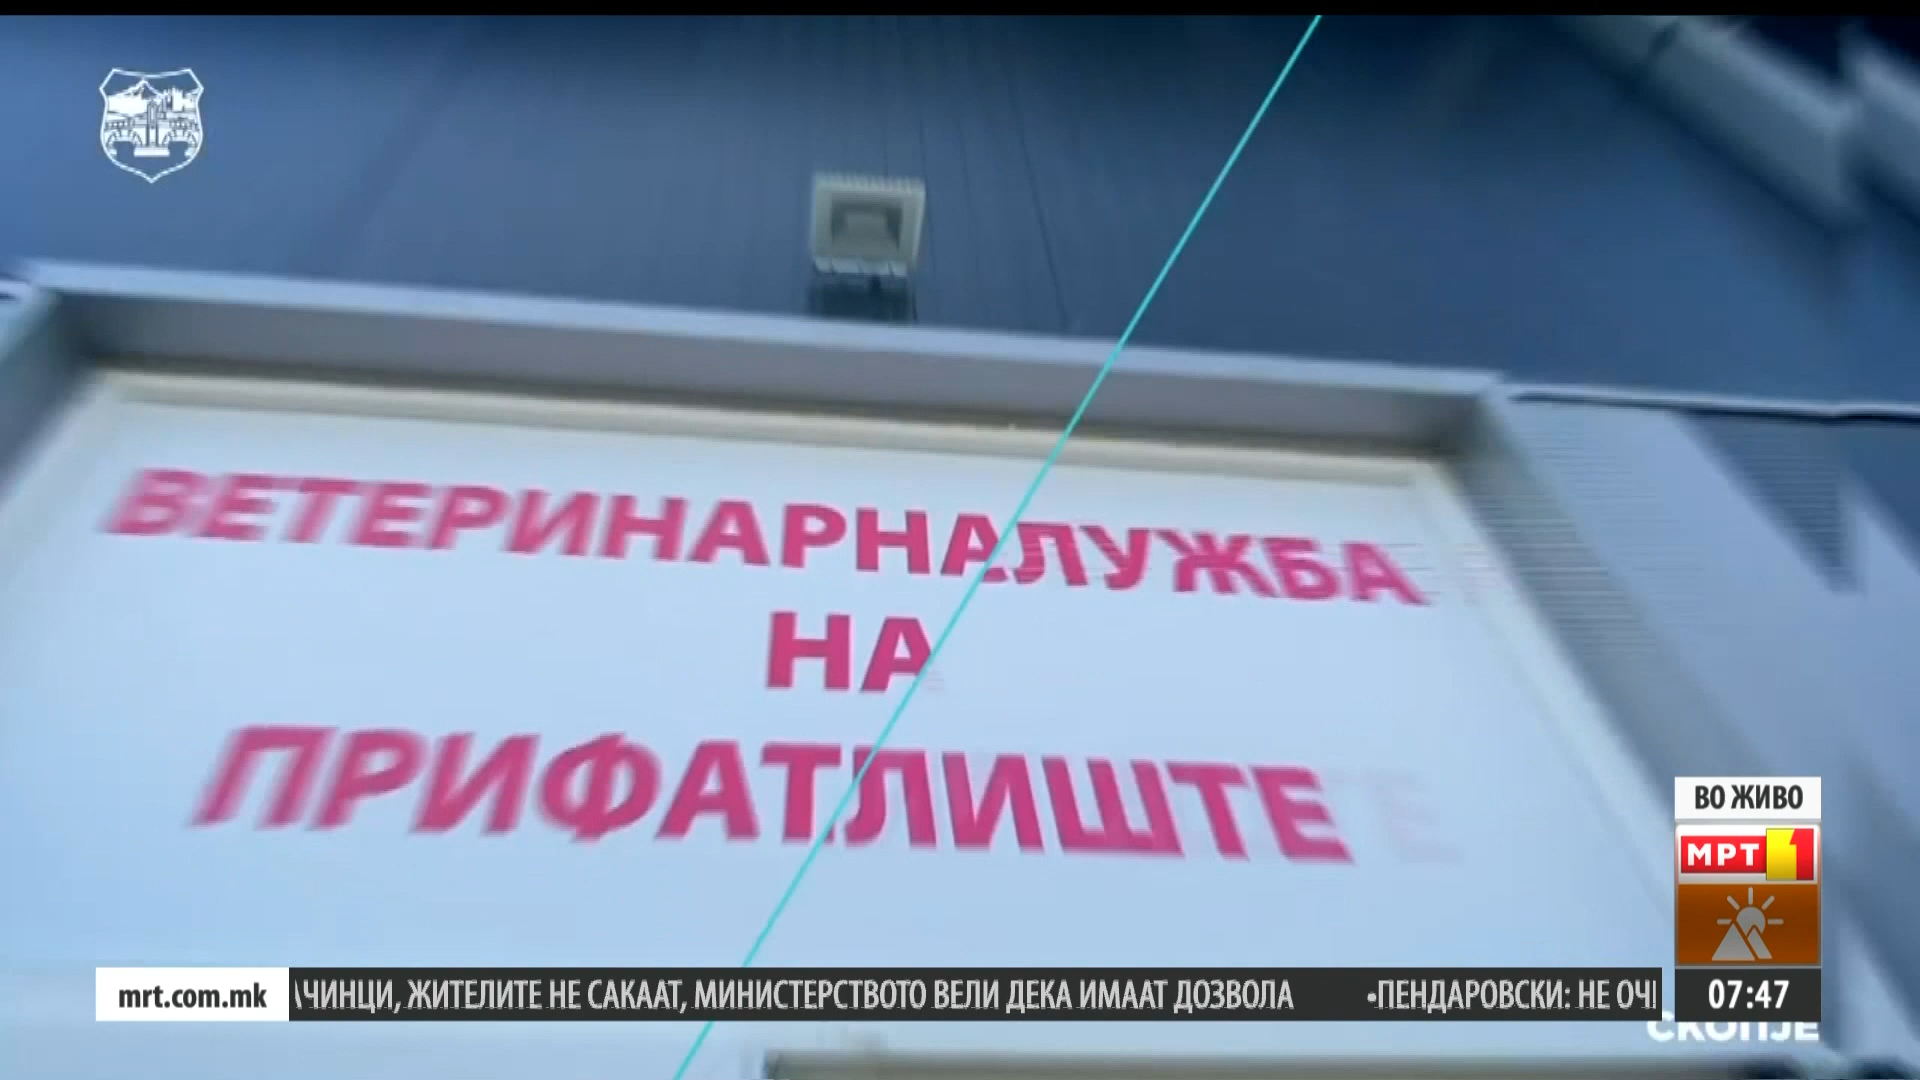 ВЕТЕРИНАРНАЛУЖБА
НА
ПРИФАТЛИШТЕ
ВО ЖИВО
МРТ 1
mrt.com.mk
АЧИНЦИ, ЖИТЕЛИТЕ НЕ САКААТ, МИНИСТЕРСТВОТО ВЕЛИ ДЕКА ИМААТ ДОЗВОЛА •ПЕНДАРОВСКИ: НЕ ОЧ
07:47
СКОПЈЕ